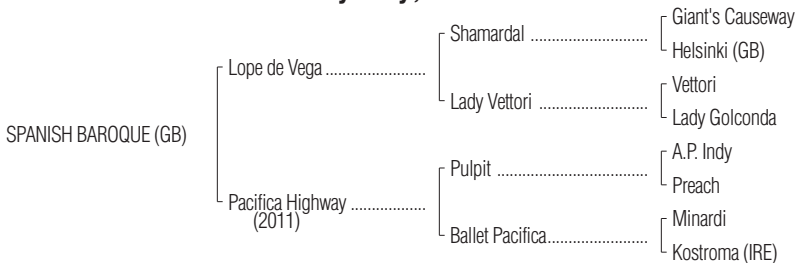 Giant's Causeway
Shamardal
Helsinki (GB)
Lope de Vega
Vettori
Lady Vettori
Lady Golconda
SPANISH BAROQUE (GB)
A.P. Indy
Pulpit
Preach
Pacifica Highway
(2011)
Minardi
Ballet Pacifica
Kostroma (IRE)